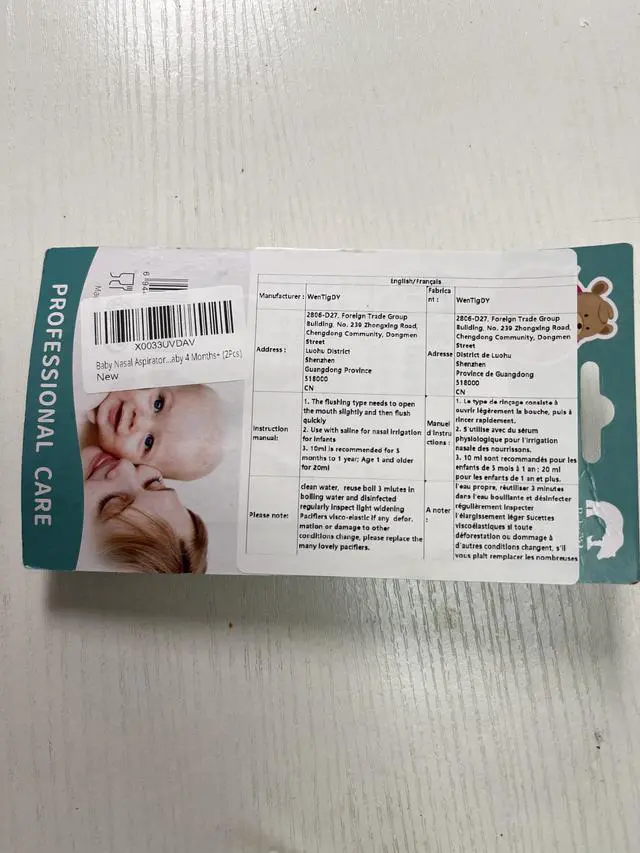 PROFESSIONAL CARE
X0033UVDAV
Baby Nasal Aspirator...aby 4 Months+ (2Pcs)
New
English/Français
Manufacturer :
WenTigDY
Fabrica
nt :
WenTigDY
Address :
2806-D27, Foreign Trade Group
Building, No. 239 Zhongxing Road,
Chengdong Community, Dongmen
Street
Luohu District
Shenzhen
Guangdong Province
518000
CN
Adresse
2806-D27, Foreign Trade Group
Building, No. 239 Zhongxing Road,
Chengdong Community, Dongmen
Street
District de Luohu
Shenzhen
Province de Guangdong
518000
CN
Instruction
manual:
1. The flushing type needs to open
the mouth slightly and then flush
quickly
2. Use with saline for nasal irrigation
for infants
3. 10ml is recommended for 3
months to 1 year; Age 1 and older
for 20ml
Manuel
d'instru
ctions :
1. Le type de rinçage consiste à
ouvrir légèrement la bouche, puis à
rincer rapidement.
2. S'utilise avec du sérum
physiologique pour l'irrigation
nasale des nourrissons.
3. 10 ml sont recommandés pour les
enfants de 3 mois à 1 an ; 20 ml
pour les enfants de 1 an et plus.
Please note:
clean water, reuse boil 3 miutes in
boiling water and disinfected
regularly inspect light widening
Pacifiers visco-elastic if any defor.
mation or damage to other
conditions change, please replace the
many lovely pacifiers.
A noter
:
l'eau propre, réutiliser 3 minutes
dans l'eau bouillante et désinfecter
régulièrement inspecter
l'élargissement léger Sucettes
viscoélastiques si toute
déforestation ou dommage à
d'autres conditions changent, s'il
vous plaît remplacer les nombreuses